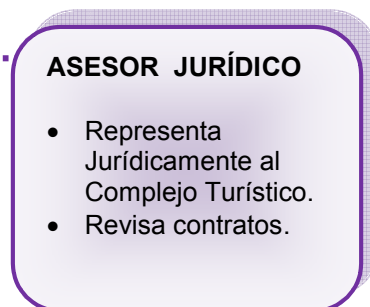 ASESOR JURÍDICO
• Representa
Jurídicamente al
Complejo Turístico.
• Revisa contratos.